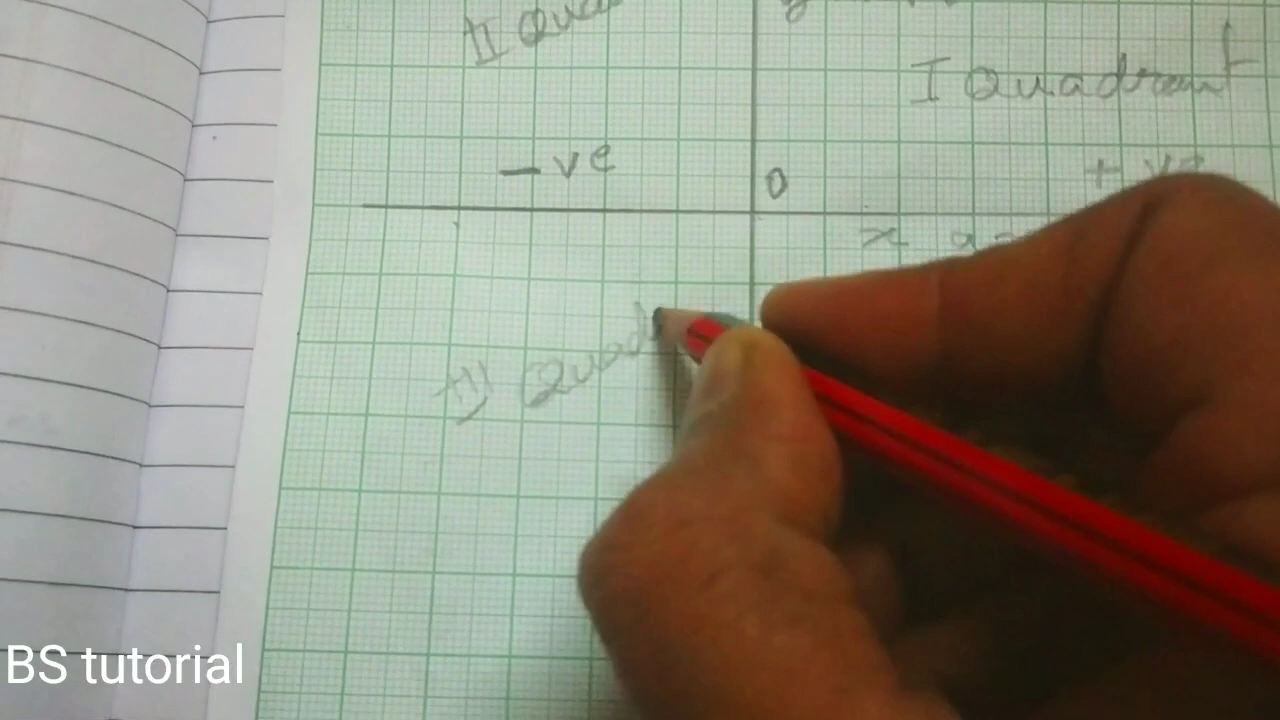 II Qua
I Quadrant
-ve
0
+ ve
x a
III Quad
BS tutorial